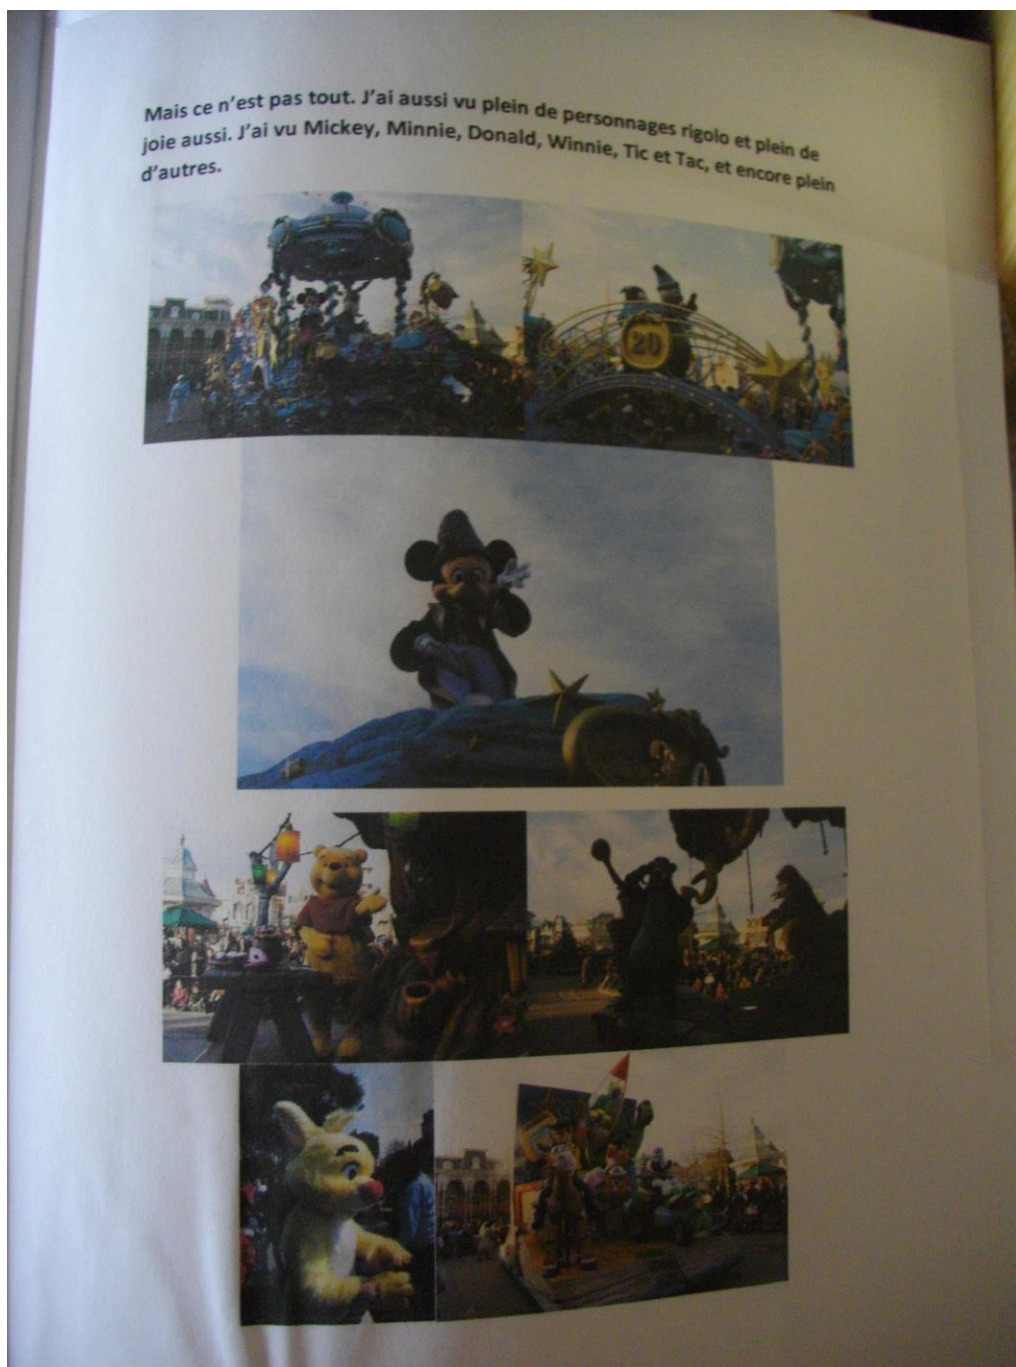 Mais ce n'est pas tout. J'ai aussi vu plein de personnages rigolo et plein de
joie aussi. J'ai vu Mickey, Minnie, Donald, Winnie, Tic et Tac, et encore plein
d'autres.
20